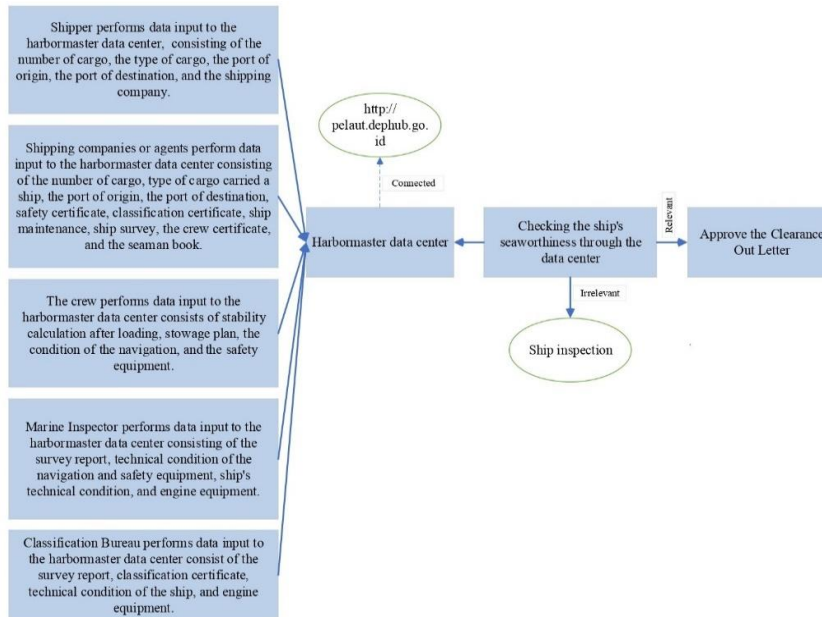 Shipper performs data input to the
harbormaster data center, consisting of the
number of cargo, the type of cargo, the port of
origin, the port of destination, and the shipping
company.
Shipping companies or agents perform data
input to the harbormaster data center consisting
of the number of cargo, type of cargo carried a
ship, the port of origin, the port of destination,
safety certificate, classification certificate, ship
maintenance, ship survey, the crew certificate,
and the seaman book.
The crew performs data input to the
harbormaster data center consists of stability
calculation after loading, stowage plan, the
condition of the navigation, and the safety
equipment.
Marine Inspector performs data input to the
harbormaster data center consisting of the
survey report, technical condition of the
navigation and safety equipment, ship's
technical condition, and engine equipment.
Classification Bureau performs data input to
the harbormaster data center consist of the
survey report, classification certificate,
technical condition of the ship, and engine
equipment.
http://
pelaut.dephub.go.
id
Connected
Harbormaster data center
Checking the ship's
seaworthiness through the
data center
Relevant
Approve the Clearance
Out Letter
Irrelevant
Ship inspection